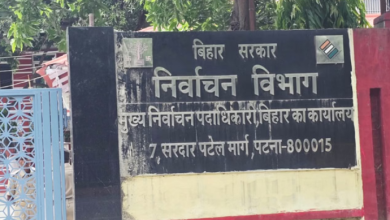 बिहार सरकार
निर्वाचन विभाग
मुख्य निर्वाचन पदाधिकारी,बिहार का कार्यालय
7, सरदार पटेल मार्ग, पटना-800015